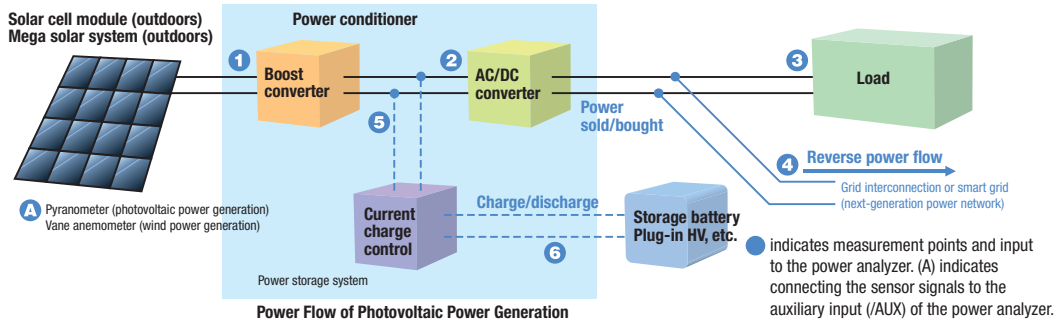 Solar cell module (outdoors)
Mega solar system (outdoors)
Power conditioner
1
Boost
converter
2
AC/DC
converter
3
Load
5
Power
sold/bought
4
Reverse power flow
Grid interconnection or smart grid
(next-generation power network)
A
Pyranometer (photovoltaic power generation)
Vane anemometer (wind power generation)
Current
charge
control
Charge/discharge
6
Storage battery
Plug-in HV, etc.
Power storage system
indicates measurement points and input
to the power analyzer. (A) indicates
connecting the sensor signals to the
auxiliary input (/AUX) of the power analyzer.
Power Flow of Photovoltaic Power Generation